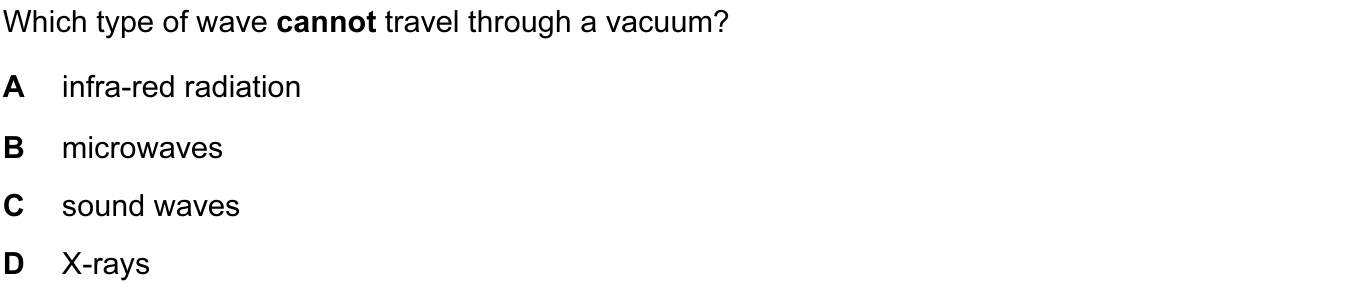 Which type of wave cannot travel through a vacuum?
A infra-red radiation
B microwaves
C sound waves
D X-rays